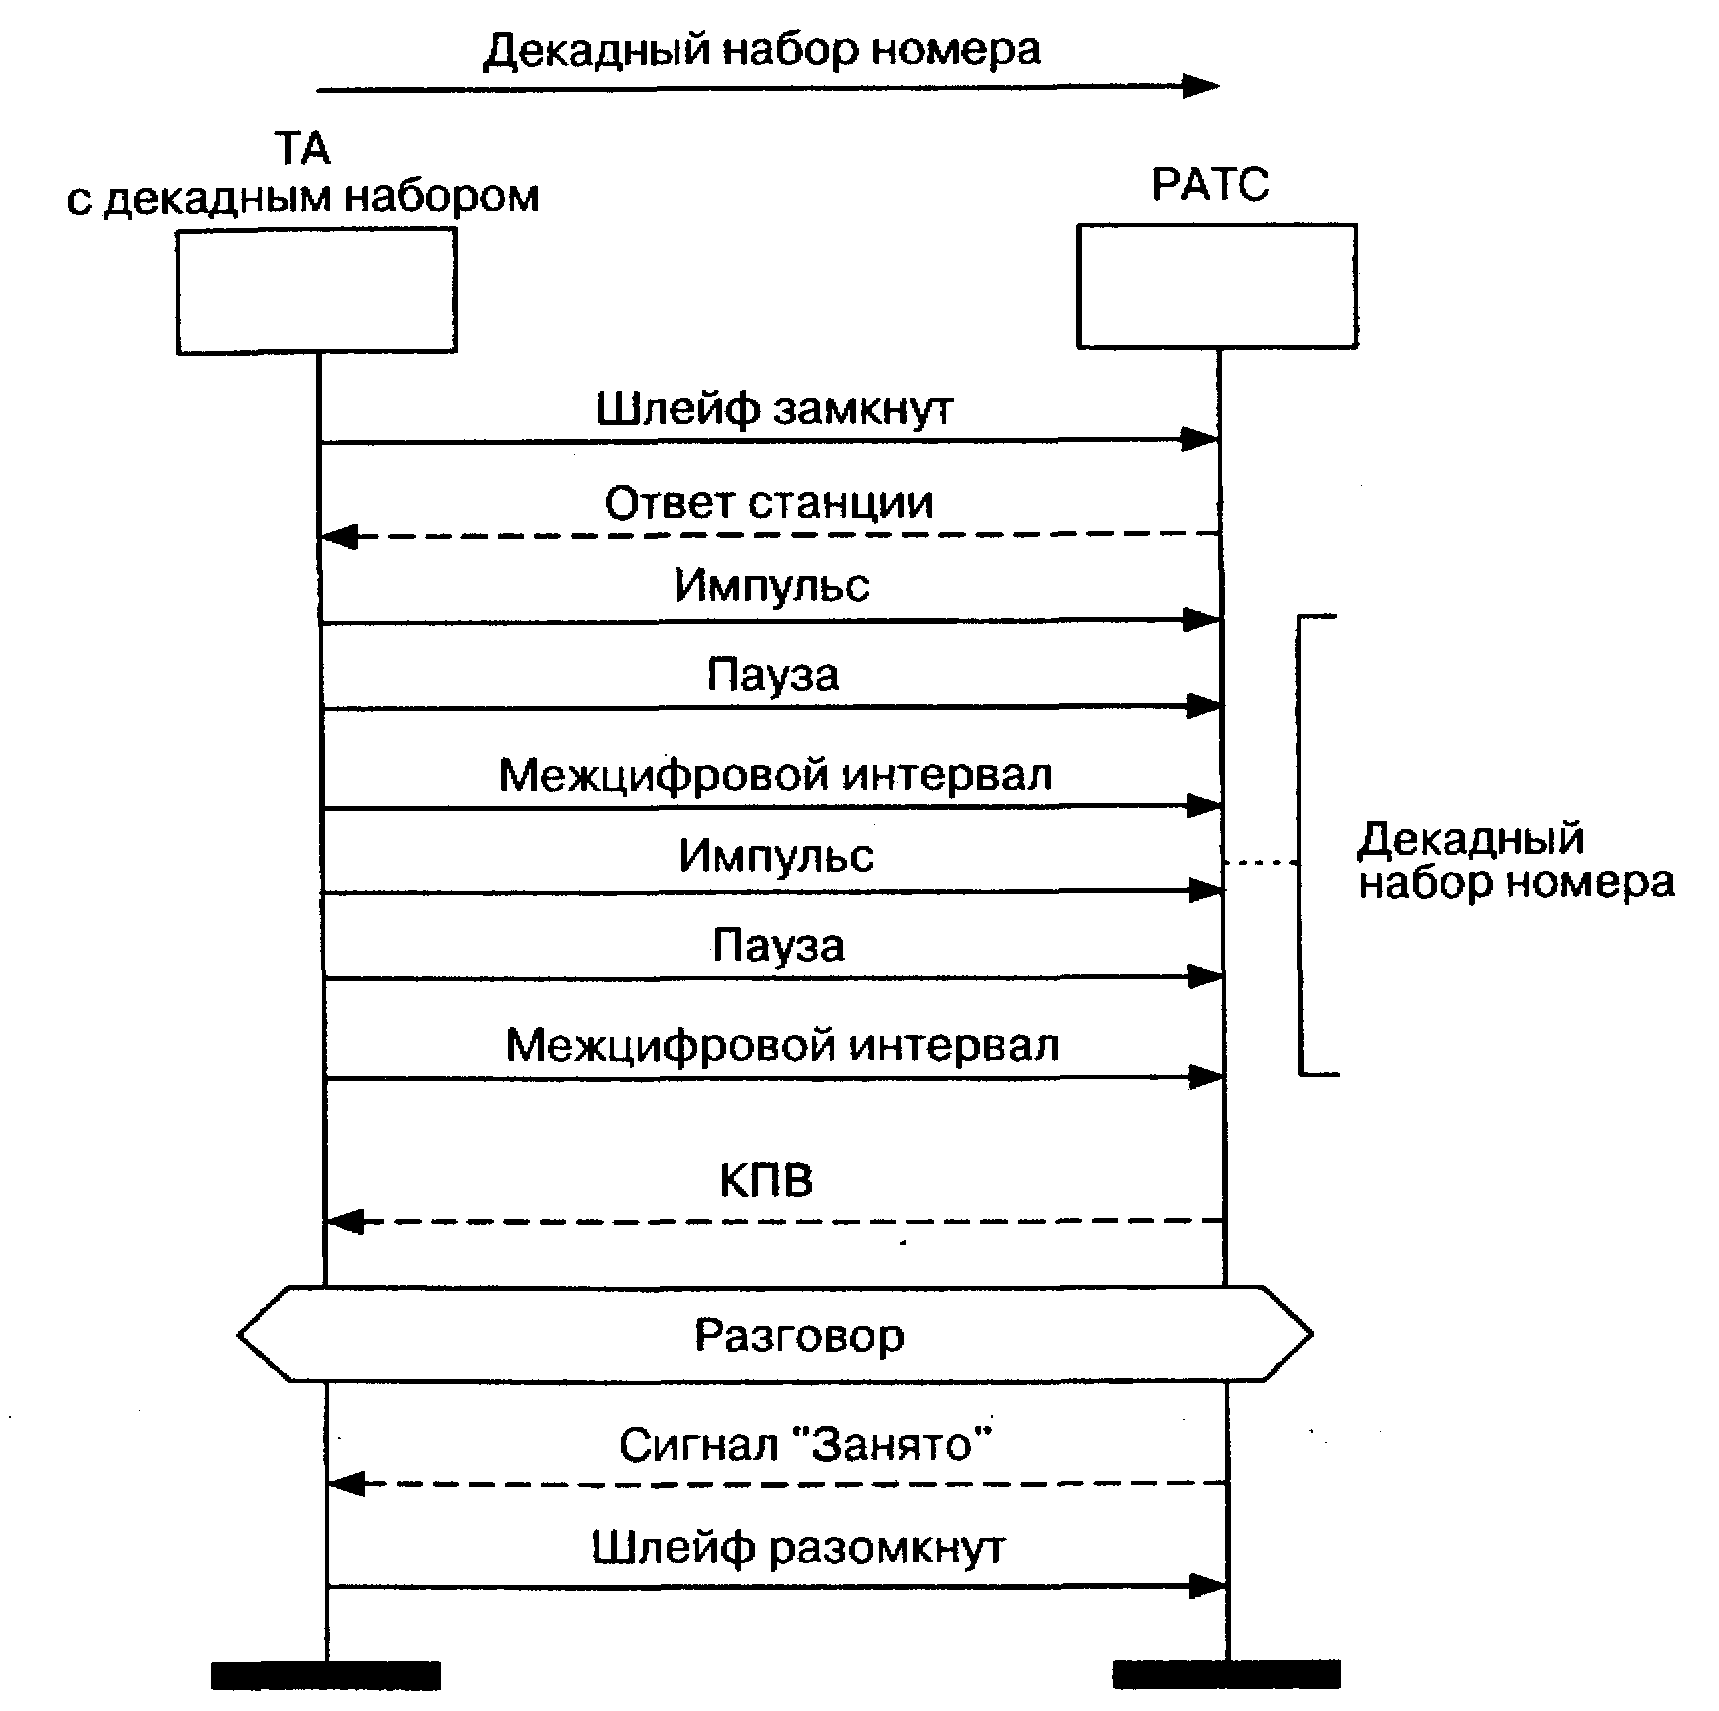 Декадный набор номера
ТА
с декадным набором
РАТС
Шлейф замкнут
Ответ станции
Импульс
Пауза
Межцифровой интервал
Импульс
Декадный
набор номера
Пауза
Межцифровой интервал
КПВ
Разговор
Сигнал "Занято"
Шлейф разомкнут